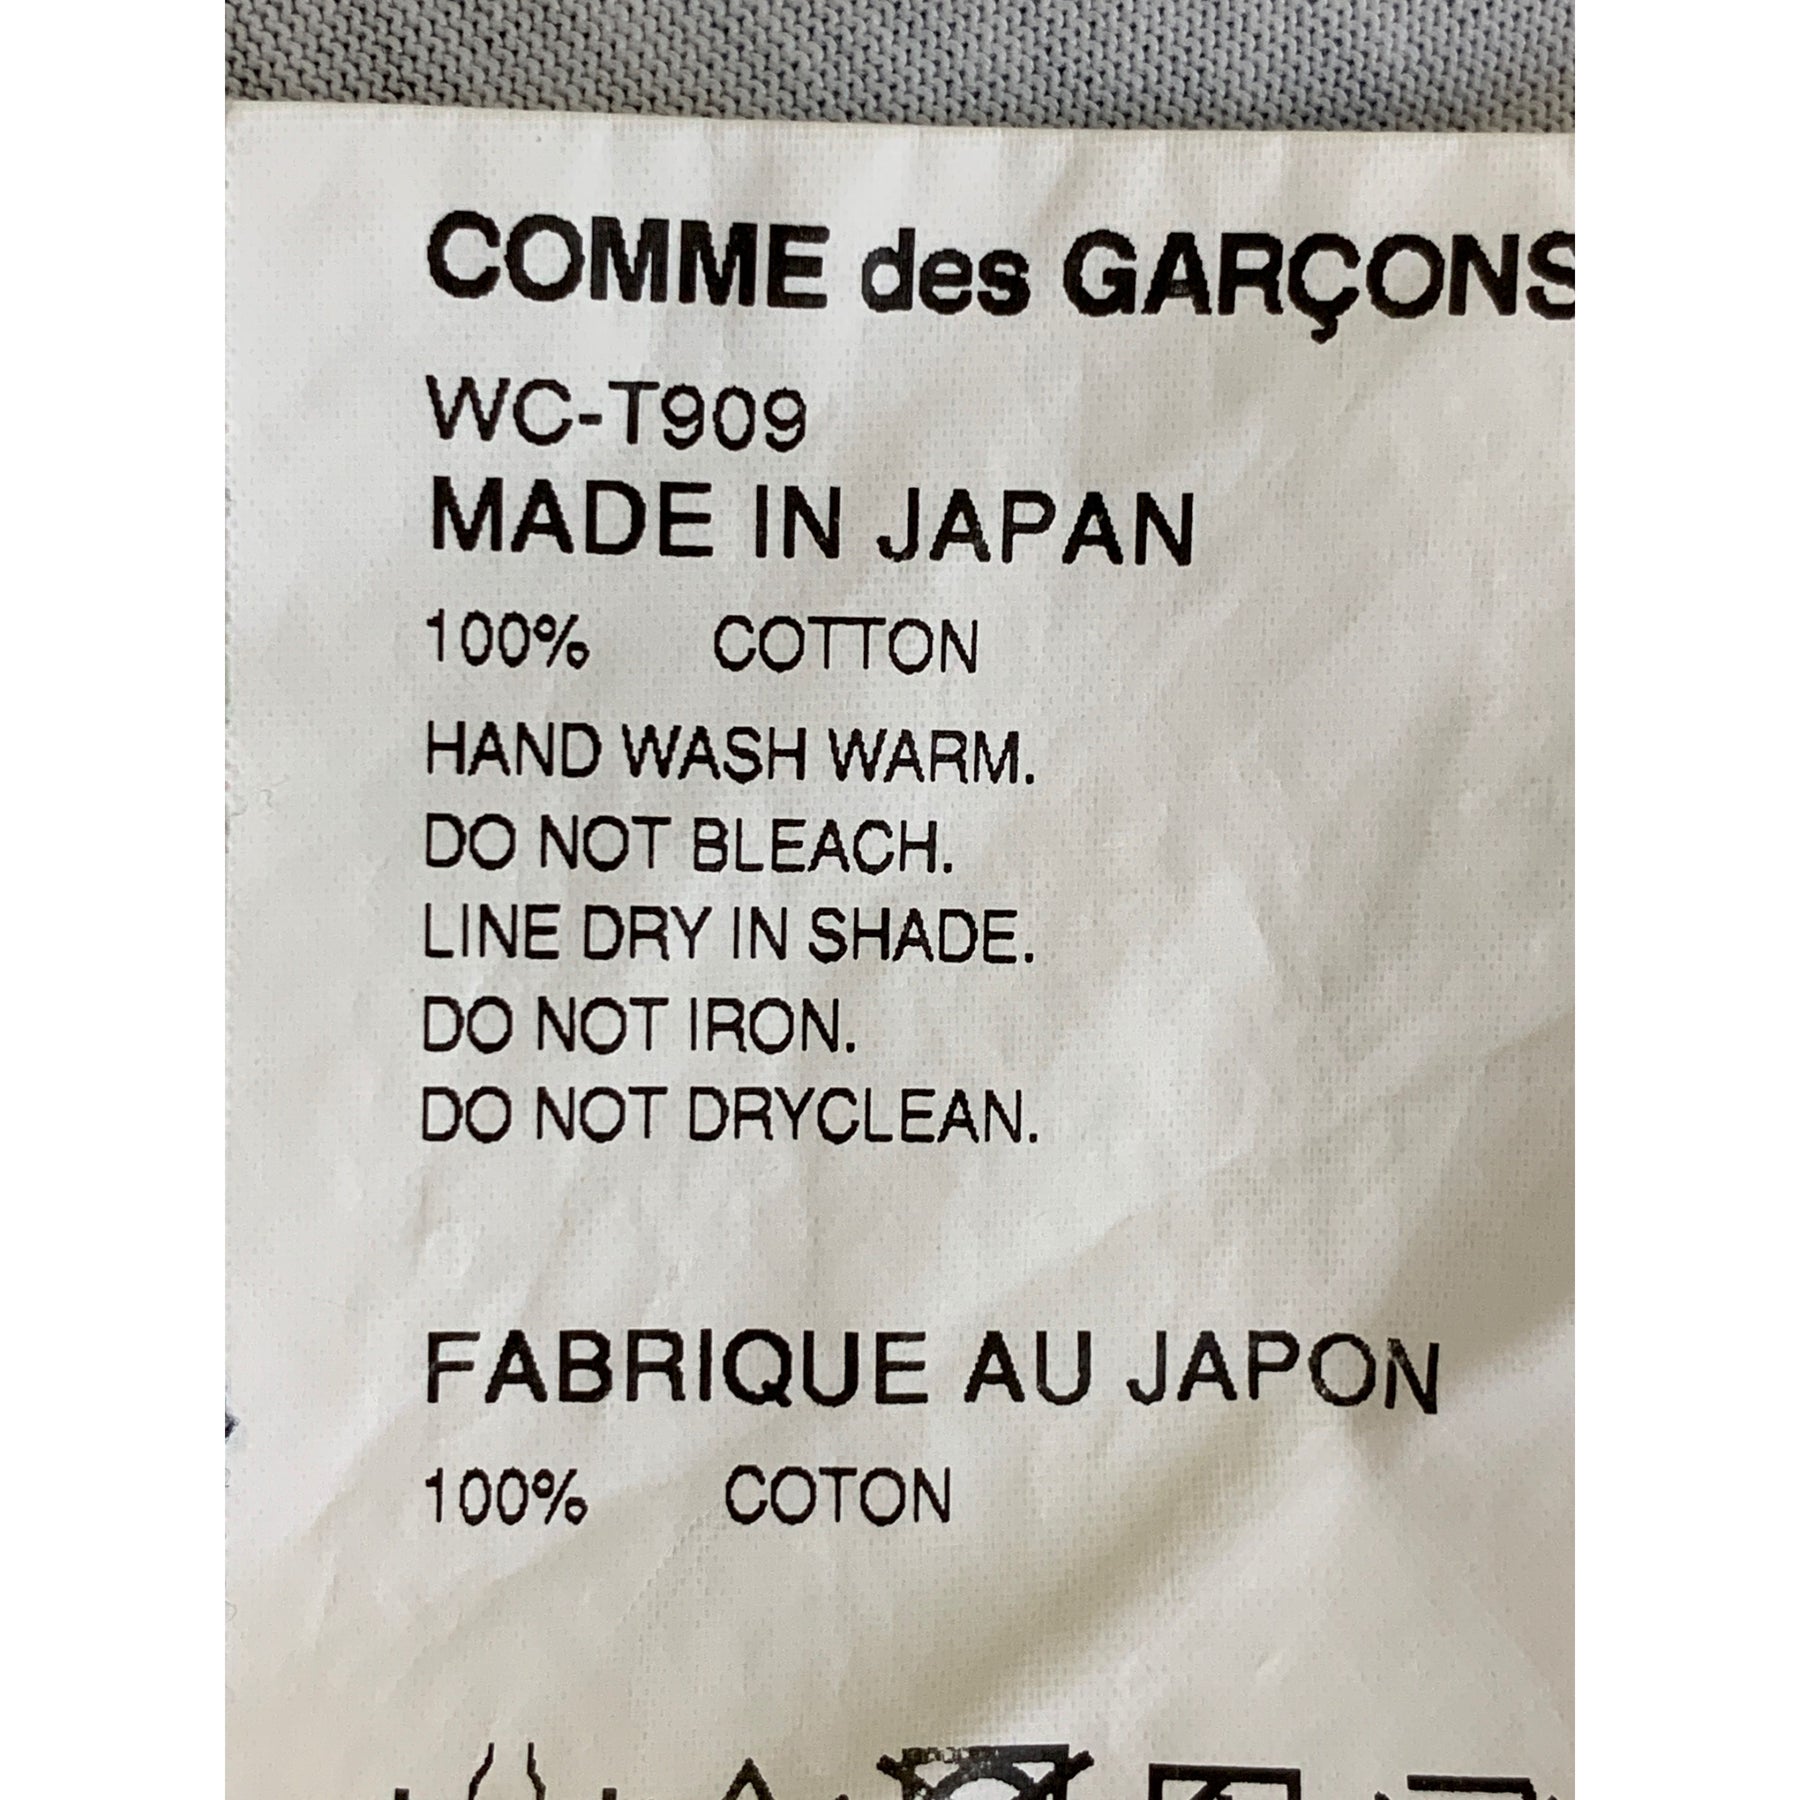 COMME des GARÇONS
WC-T909
MADE IN JAPAN
100% COTTON
HAND WASH WARM.
DO NOT BLEACH.
LINE DRY IN SHADE.
DO NOT IRON.
DO NOT DRYCLEAN.
FABRIQUE AU JAPON
100% COTON